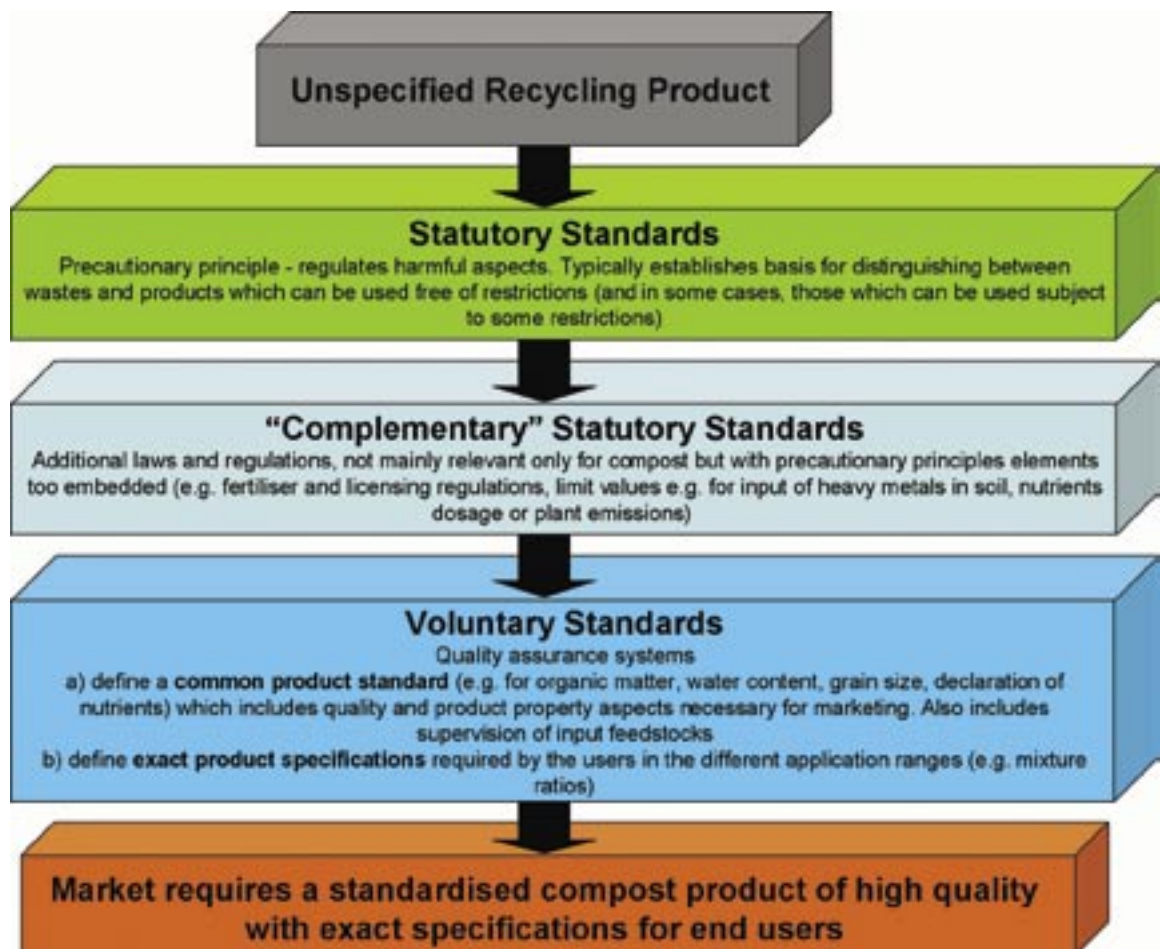 Unspecified Recycling Product
Statutory Standards
Precautionary principle - regulates harmful aspects. Typically establishes basis for distinguishing between
wastes and products which can be used free of restrictions (and in some cases, those which can be used subject
to some restrictions)
“Complementary” Statutory Standards
Additional laws and regulations, not mainly relevant only for compost but with precautionary principles elements
too embedded (e.g. fertiliser and licensing regulations, limit values e.g. for input of heavy metals in soil, nutrients
dosage or plant emissions)
Voluntary Standards
Quality assurance systems
a) define a common product standard (e.g. for organic matter, water content, grain size, declaration of
nutrients) which includes quality and product property aspects necessary for marketing. Also includes
supervision of input feedstocks
b) define exact product specifications required by the users in the different application ranges (e.g. mixture
ratios)
Market requires a standardised compost product of high quality
with exact specifications for end users